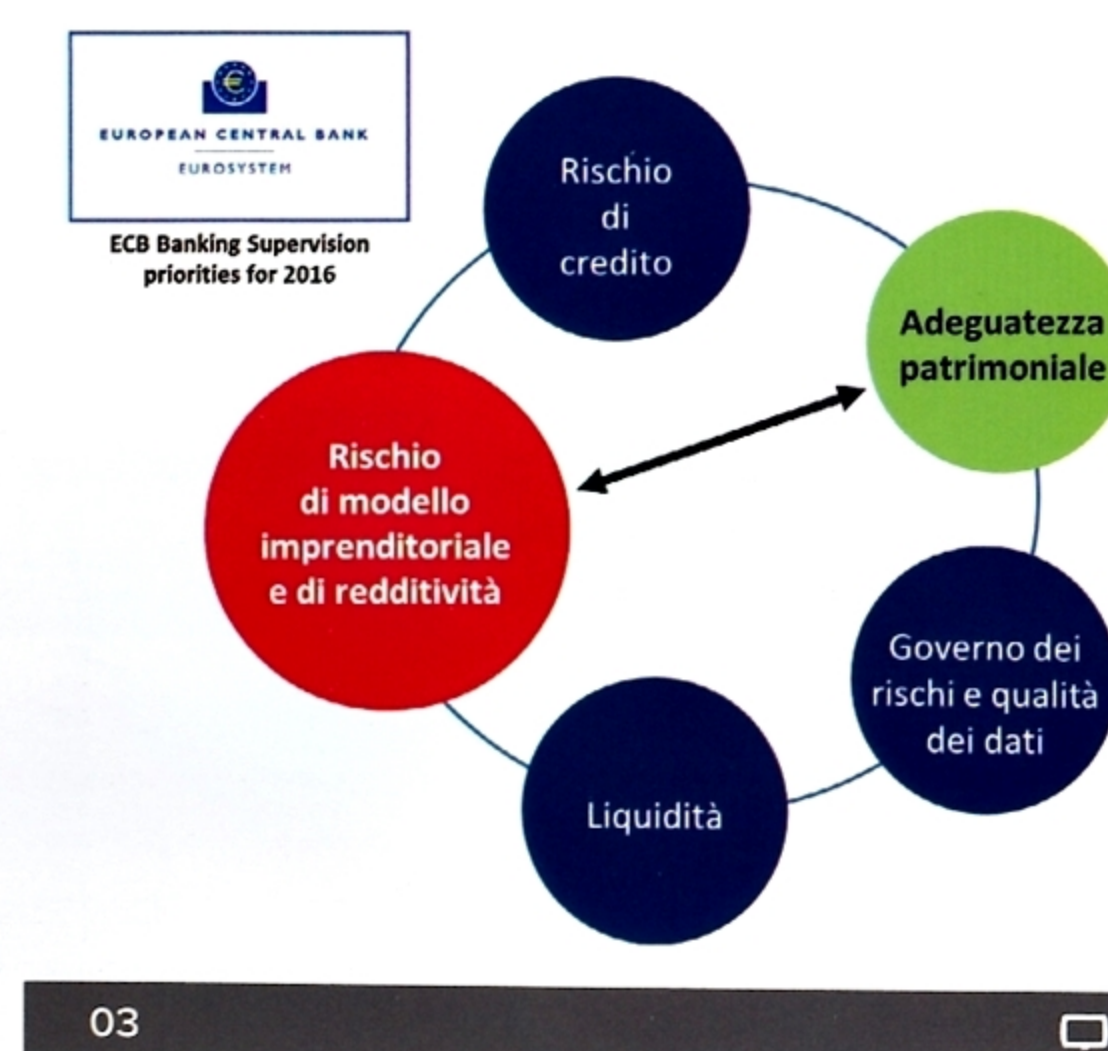 EUROPEAN CENTRAL BANK
EUROSYSTEM
ECB Banking Supervision
priorities for 2016
Rischio
di
credito
Adeguatezza
patrimoniale
Rischio
di modello
imprenditoriale
e di redditività
Governo dei
rischi e qualità
dei dati
Liquidità
03